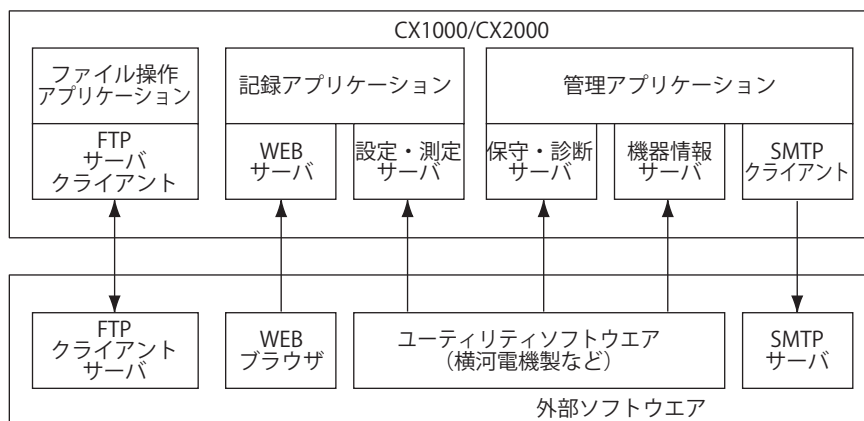 CX1000/CX2000
ファイル操作
アプリケーション
記録アプリケーション
管理アプリケーション
FTP
サーバ
クライアント
WEB
サーバ
設定・測定
サーバ
保守・診断
サーバ
機器情報
サーバ
SMTP
クライアント
FTP
クライアント
サーバ
WEB
ブラウザ
ユーティリティソフトウエア
（横河電機製など）
SMTP
サーバ
外部ソフトウエア